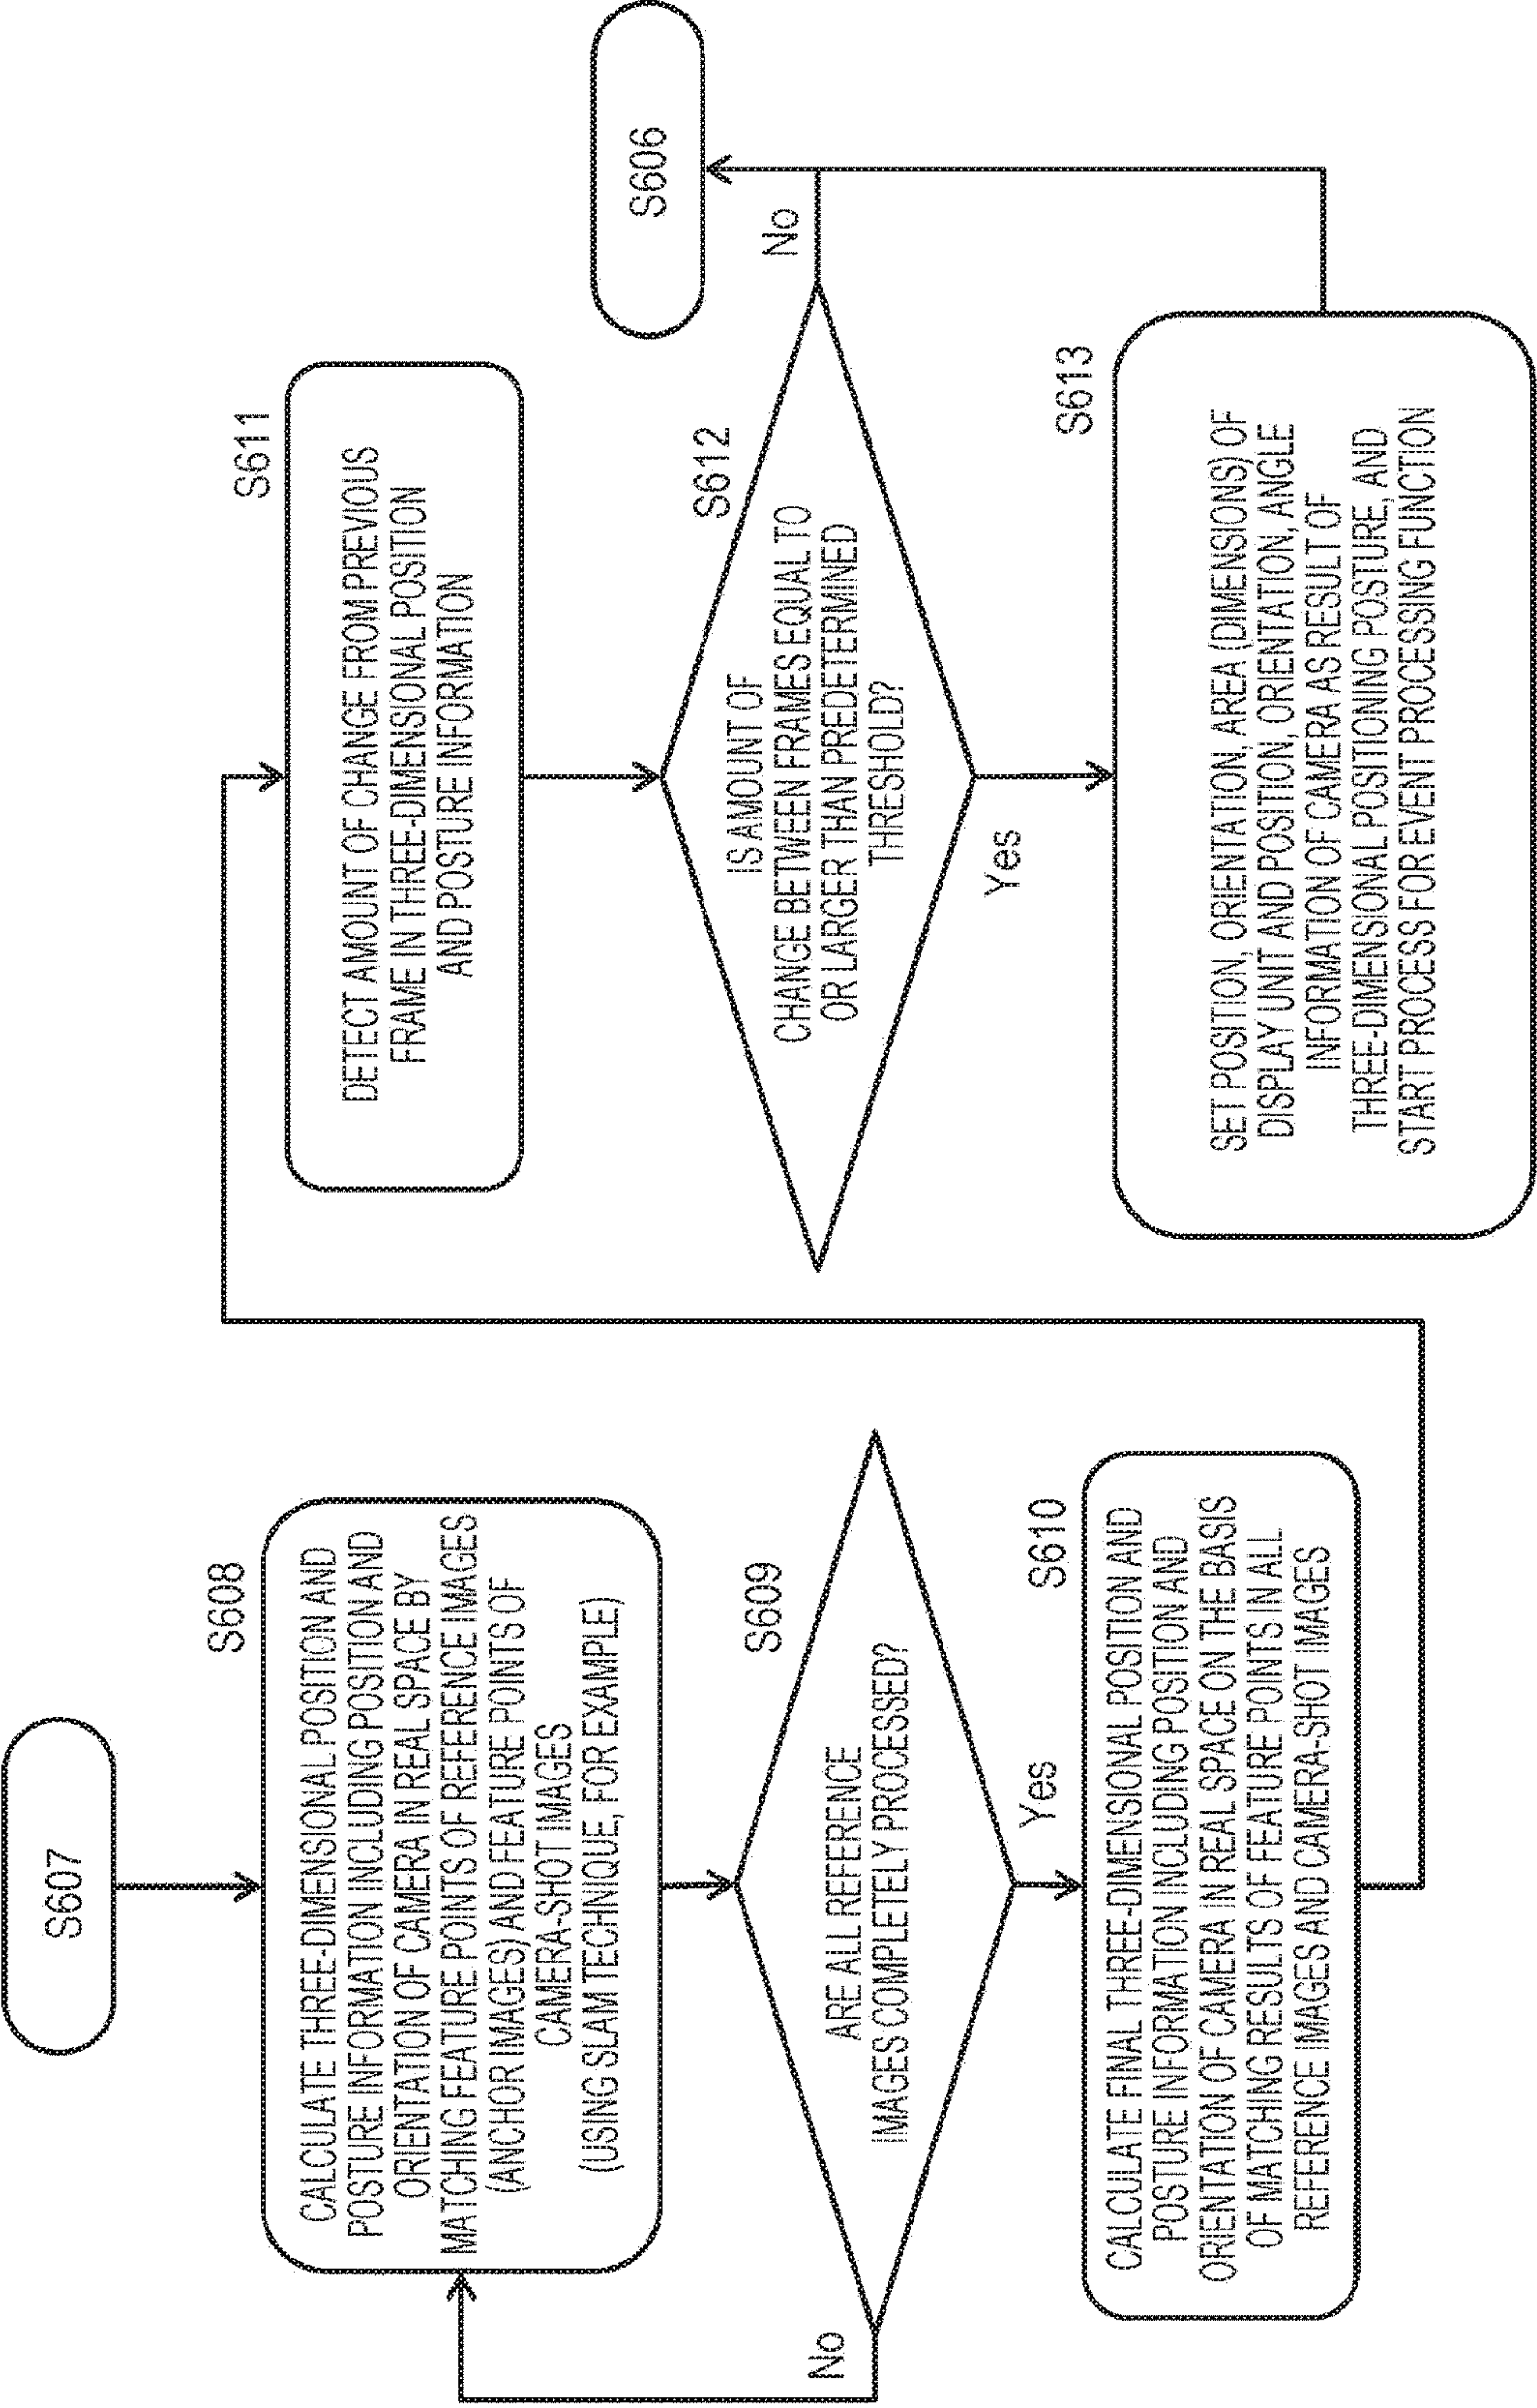 S607
S608
CALCULATE THREE-DIMENSIONAL POSITION AND
POSTURE INFORMATION INCLUDING POSITION AND
ORIENTATION OF CAMERA IN REAL SPACE BY
MATCHING FEATURE POINTS OF REFERENCE IMAGES
(ANCHOR IMAGES) AND FEATURE POINTS OF
CAMERA-SHOT IMAGES
(USING SLAM TECHNIQUE, FOR EXAMPLE)
S609
ARE ALL REFERENCE
IMAGES COMPLETELY PROCESSED?
No
Yes
S610
CALCULATE FINAL THREE-DIMENSIONAL POSITION AND
POSTURE INFORMATION INCLUDING POSITION AND
ORIENTATION OF CAMERA IN REAL SPACE ON THE BASIS
OF MATCHING RESULTS OF FEATURE POINTS IN ALL
REFERENCE IMAGES AND CAMERA-SHOT IMAGES
S611
DETECT AMOUNT OF CHANGE FROM PREVIOUS
FRAME IN THREE-DIMENSIONAL POSITION
AND POSTURE INFORMATION
S612
IS AMOUNT OF
CHANGE BETWEEN FRAMES EQUAL TO
OR LARGER THAN PREDETERMINED
THRESHOLD?
No
S606
Yes
S613
SET POSITION, ORIENTATION, AREA (DIMENSIONS) OF
DISPLAY UNIT AND POSITION, ORIENTATION, ANGLE
INFORMATION OF CAMERA AS RESULT OF
THREE-DIMENSIONAL POSITIONING POSTURE, AND
START PROCESS FOR EVENT PROCESSING FUNCTION